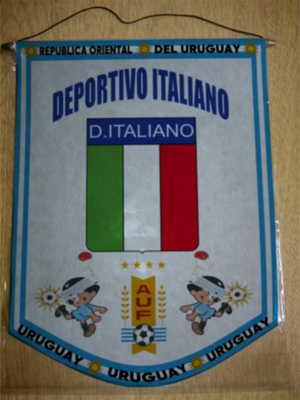 REPUBLICA ORIENTAL DEL URUGUAY
DEPORTIVO ITALIANO
D.ITALIANO
AUF
URUGUAY URUGUAY URUGUAY